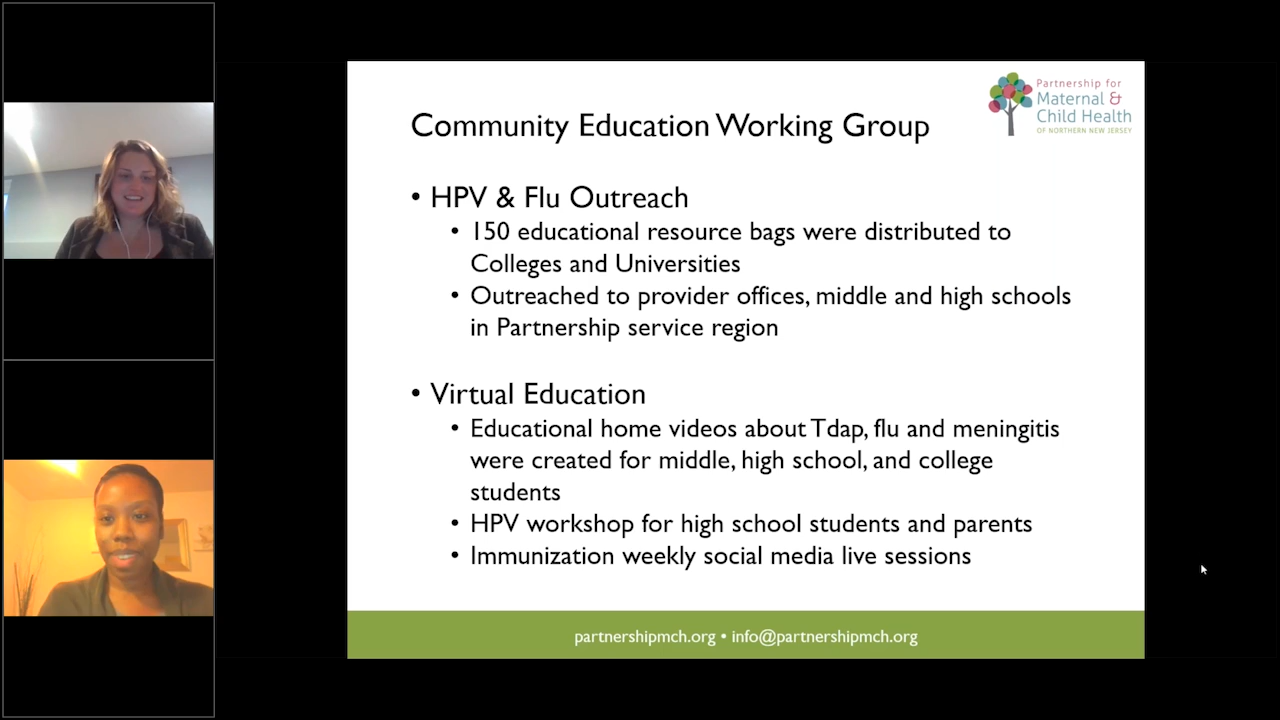 Partnership for
Maternal &
Child Health
OF NORTHERN NEW JERSEY
Community Education Working Group
• HPV & Flu Outreach
• 150 educational resource bags were distributed to
Colleges and Universities
• Outreached to provider offices, middle and high schools
in Partnership service region
• Virtual Education
• Educational home videos about Tdap, flu and meningitis
were created for middle, high school, and college
students
• HPV workshop for high school students and parents
• Immunization weekly social media live sessions
partnershipmch.org • info@partnershipmch.org